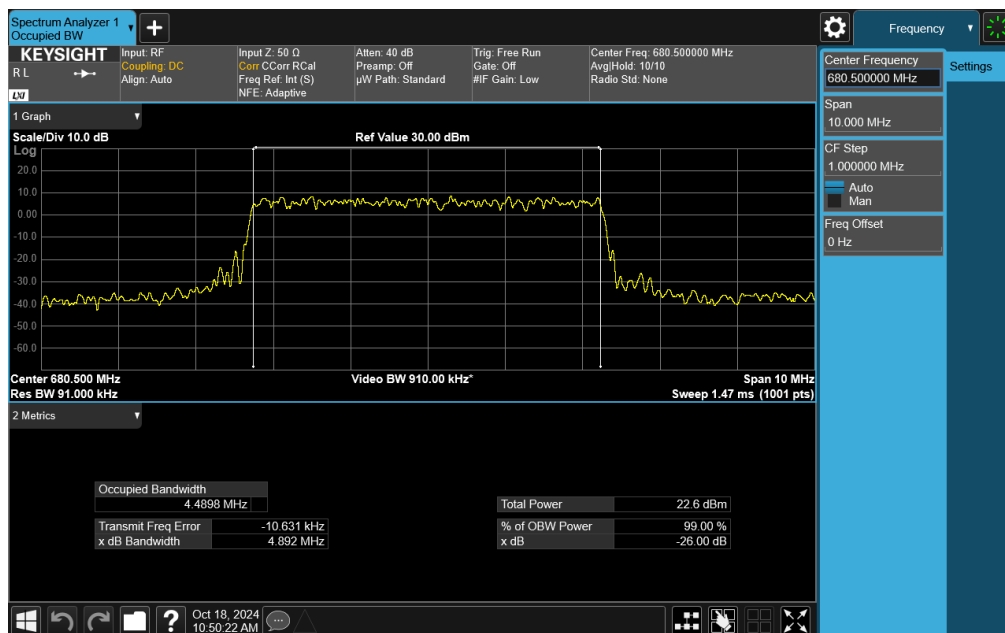 Spectrum Analyzer 1
Occupied BW
Frequency
KEYSIGHT
R L
LXI
Input: RF
Coupling: DC
Align: Auto
Input Z: 50 Ω
Corr CCorr RCal
Freq Ref: Int (S)
NFE: Adaptive
Atten: 40 dB
Preamp: Off
µW Path: Standard
Trig: Free Run
Gate: Off
#IF Gain: Low
Center Freq: 680.500000 MHz
Avg|Hold: 10/10
Radio Std: None
Center Frequency
680.500000 MHz
Settings
Span
10.000 MHz
CF Step
1.000000 MHz
Auto
Man
Freq Offset
0 Hz
1 Graph
Scale/Div 10.0 dB
Ref Value 30.00 dBm
Log
20.0
10.0
0.00
-10.0
-20.0
-30.0
-40.0
-50.0
-60.0
Center 680.500 MHz
Video BW 910.00 kHz*
Span 10 MHz
Res BW 91.000 kHz
Sweep 1.47 ms (1001 pts)
2 Metrics
Occupied Bandwidth
4.4898 MHz
Total Power 22.6 dBm
Transmit Freq Error -10.631 kHz
% of OBW Power 99.00 %
x dB Bandwidth 4.892 MHz
x dB -26.00 dB
Oct 18, 2024
10:50:22 AM